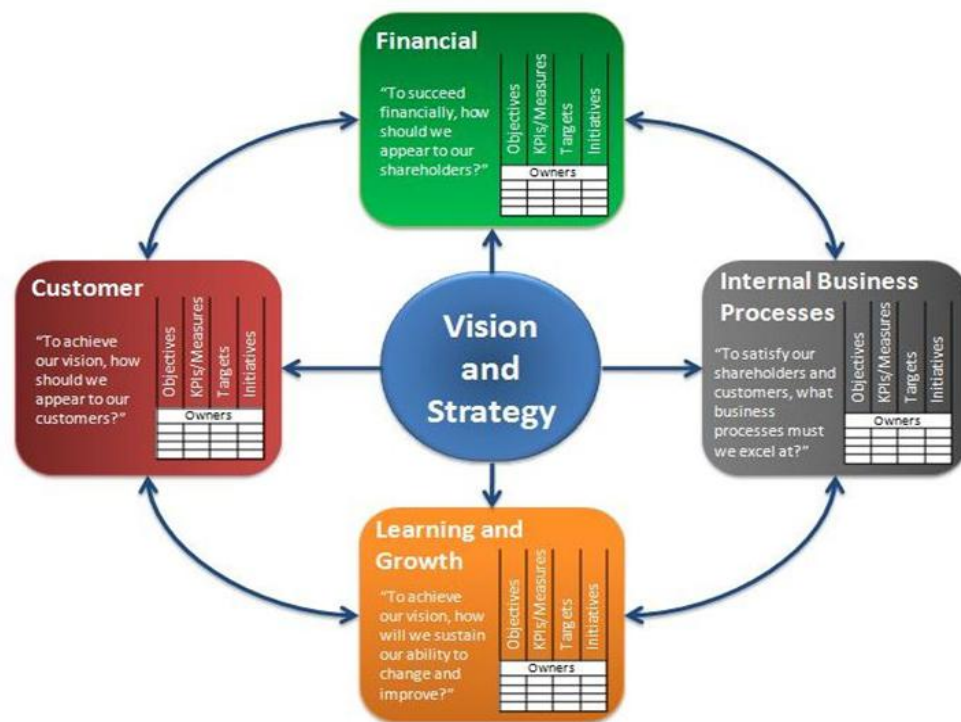 Financial
“To succeed
financially, how
should we
appear to our
shareholders?”
Objectives
KPIs/Measures
Targets
Initiatives
Owners
Customer
“To achieve
our vision, how
should we
appear to our
customers?”
Objectives
KPIs/Measures
Targets
Initiatives
Owners
Vision
and
Strategy
Internal Business
Processes
“To satisfy our
shareholders and
customers, what
business
processes must
we excel at?”
Objectives
KPIs/Measures
Targets
Initiatives
Owners
Learning and
Growth
“To achieve
our vision, how
will we sustain
our ability to
change and
improve?”
Objectives
KPIs/Measures
Targets
Initiatives
Owners